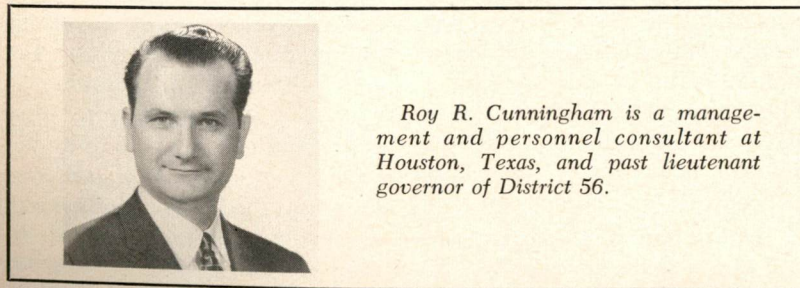 Roy R. Cunningham is a manage-
ment and personnel consultant at
Houston, Texas, and past lieutenant
governor of District 56.